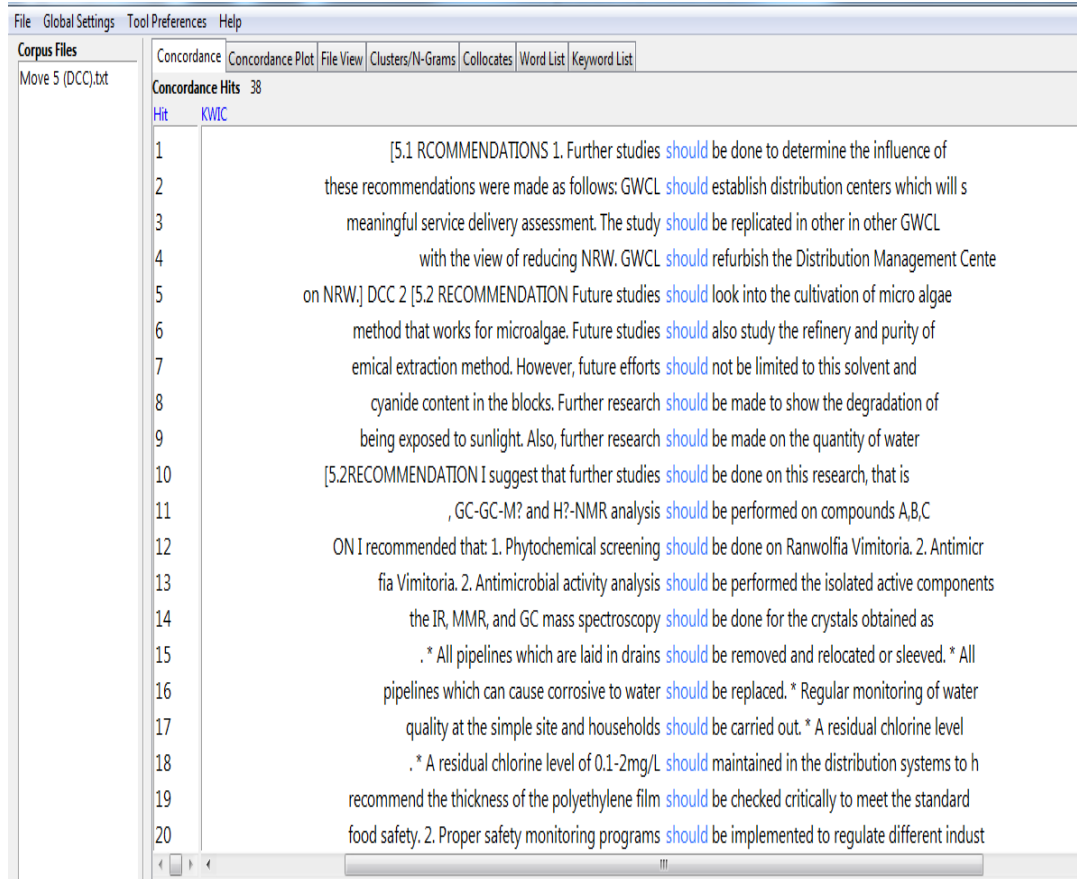 File Global Settings Tool Preferences Help
Corpus Files
Move 5 (DCC).txt
Concordance Concordance Plot File View Clusters/N-Grams Collocates Word List Keyword List
Concordance Hits 38
Hit KWIC
1 [5.1 RCOMMENDATIONS 1. Further studies should be done to determine the influence of
2 these recommendations were made as follows: GWCL should establish distribution centers which will s
3 meaningful service delivery assessment. The study should be replicated in other in other GWCL
4 with the view of reducing NRW. GWCL should refurbish the Distribution Management Cente
5 on NRW.] DCC 2 [5.2 RECOMMENDATION Future studies should look into the cultivation of micro algae
6 method that works for microalgae. Future studies should also study the refinery and purity of
7 emical extraction method. However, future efforts should not be limited to this solvent and
8 cyanide content in the blocks. Further research should be made to show the degradation of
9 being exposed to sunlight. Also, further research should be made on the quantity of water
10 [5.2RECOMMENDATION I suggest that further studies should be done on this research, that is
11 , GC-GC-M? and H?-NMR analysis should be performed on compounds A,B,C
12 ON I recommended that: 1. Phytochemical screening should be done on Ranwolfia Vimitoria. 2. Antimicr
13 fia Vimitoria. 2. Antimicrobial activity analysis should be performed the isolated active components
14 the IR, MMR, and GC mass spectroscopy should be done for the crystals obtained as
15 . * All pipelines which are laid in drains should be removed and relocated or sleeved. * All
16 pipelines which can cause corrosive to water should be replaced. * Regular monitoring of water
17 quality at the simple site and households should be carried out. * A residual chlorine level
18 . * A residual chlorine level of 0.1-2mg/L should maintained in the distribution systems to h
19 recommend the thickness of the polyethylene film should be checked critically to meet the standard
20 food safety. 2. Proper safety monitoring programs should be implemented to regulate different indust